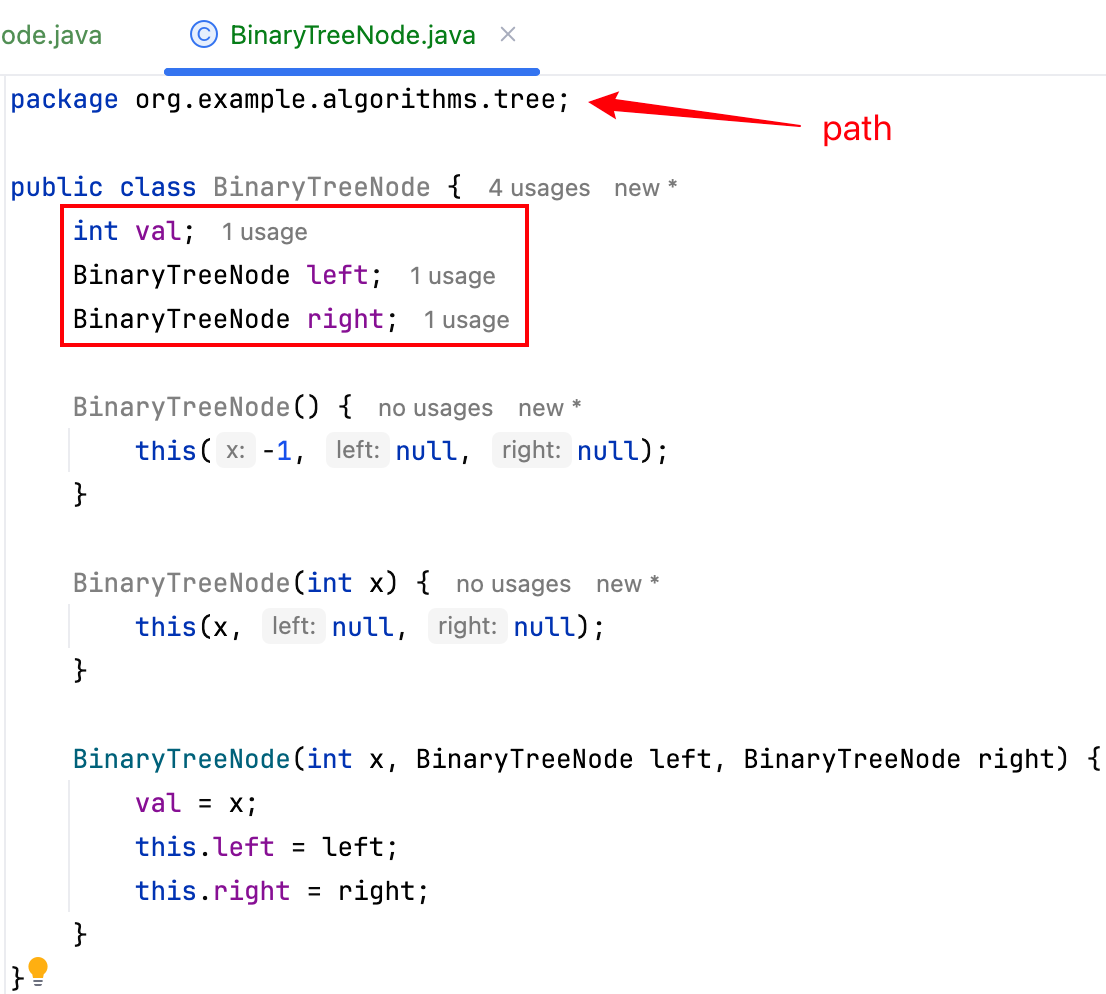 ode.java BinaryTreeNode.java
package org.example.algorithms.tree;
path
public class BinaryTreeNode { 4 usages new *
int val; 1 usage
BinaryTreeNode left; 1 usage
BinaryTreeNode right; 1 usage
BinaryTreeNode() { no usages new *
this( x: -1, left: null, right: null);
}
BinaryTreeNode(int x) { no usages new *
this(x, left: null, right: null);
}
BinaryTreeNode(int x, BinaryTreeNode left, BinaryTreeNode right) {
val = x;
this.left = left;
this.right = right;
}
}